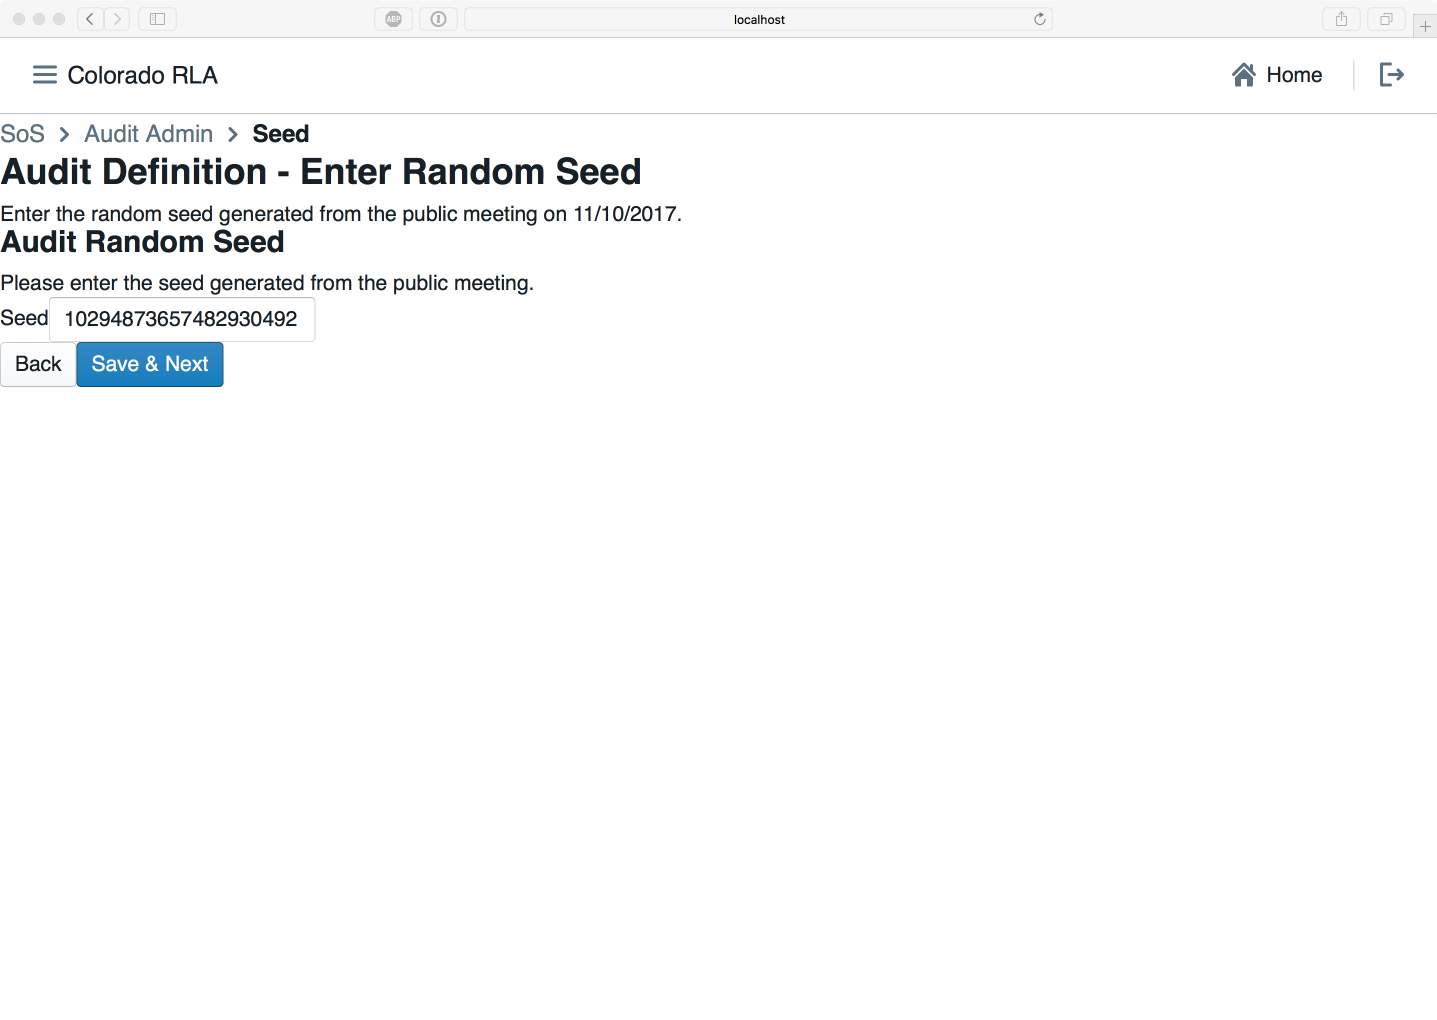 localhost
ABP
Colorado RLA
Home
SoS > Audit Admin > Seed
Audit Definition - Enter Random Seed
Enter the random seed generated from the public meeting on 11/10/2017.
Audit Random Seed
Please enter the seed generated from the public meeting.
Seed 10294873657482930492
Back Save & Next